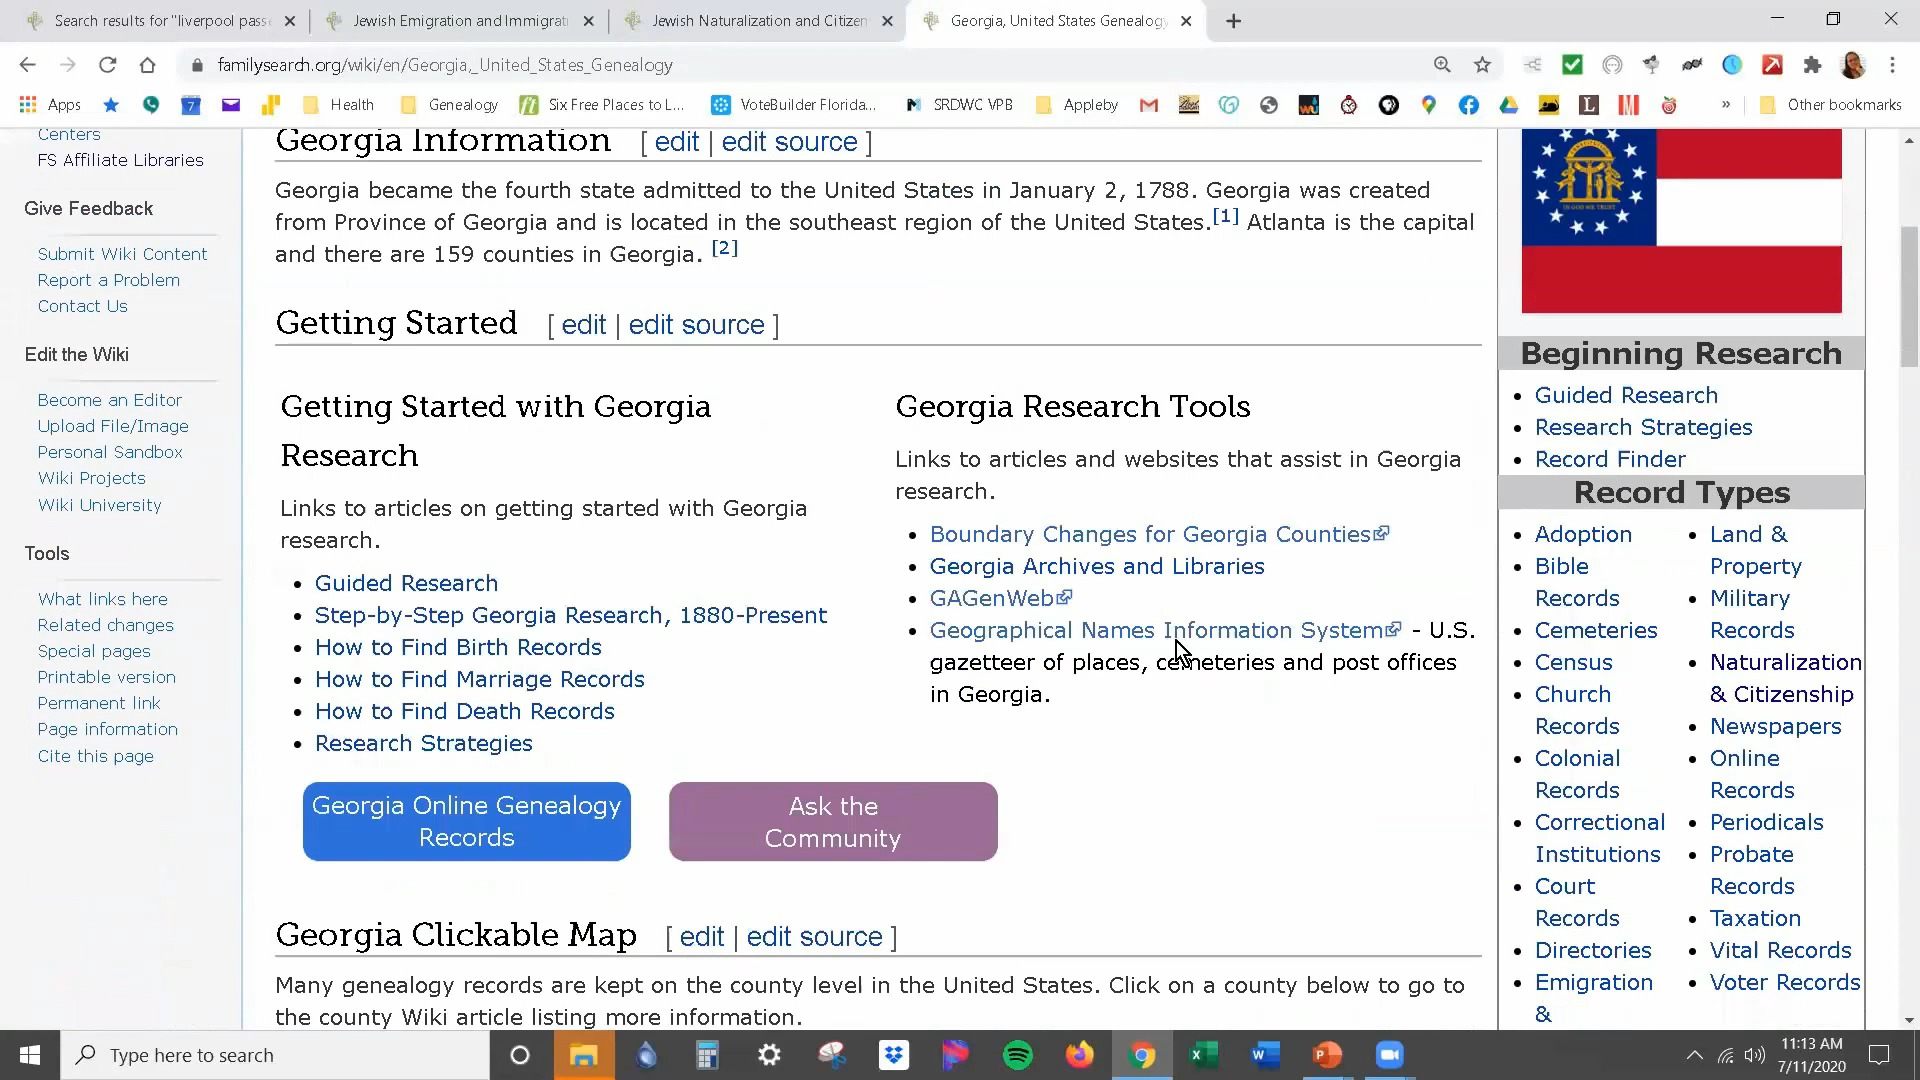 Search results for "liverpool passe
Jewish Emigration and Immigrat
Jewish Naturalization and Citizen
Georgia, United States Genealogy
familysearch.org/wiki/en/Georgia,_United_States_Genealogy
Apps
Health
Genealogy
Six Free Places to L...
VoteBuilder Florida...
SRDWC VPB
Appleby
Other bookmarks
Centers
FS Affiliate Libraries
Give Feedback
Submit Wiki Content
Report a Problem
Contact Us
Edit the Wiki
Become an Editor
Upload File/Image
Personal Sandbox
Wiki Projects
Wiki University
Tools
What links here
Related changes
Special pages
Printable version
Permanent link
Page information
Cite this page
Georgia Information [ edit | edit source ]
Georgia became the fourth state admitted to the United States in January 2, 1788. Georgia was created
from Province of Georgia and is located in the southeast region of the United States.[1] Atlanta is the capital
and there are 159 counties in Georgia. [2]
Getting Started [ edit | edit source ]
Getting Started with Georgia
Research
Links to articles on getting started with Georgia
research.
• Guided Research
• Step-by-Step Georgia Research, 1880-Present
• How to Find Birth Records
• How to Find Marriage Records
• How to Find Death Records
• Research Strategies
Georgia Research Tools
Links to articles and websites that assist in Georgia
research.
• Boundary Changes for Georgia Counties
• Georgia Archives and Libraries
• GAGenWeb
• Geographical Names Information System - U.S.
gazetteer of places, cemeteries and post offices
in Georgia.
Georgia Online Genealogy
Records
Ask the
Community
Georgia Clickable Map [ edit | edit source ]
Many genealogy records are kept on the county level in the United States. Click on a county below to go to
the county Wiki article listing more information.
Beginning Research
• Guided Research
• Research Strategies
• Record Finder
Record Types
• Adoption
• Bible
Records
• Cemeteries
• Census
• Church
Records
• Colonial
Records
• Correctional
Institutions
• Court
Records
• Directories
• Emigration
&
• Land &
Property
• Military
Records
• Naturalization
& Citizenship
• Newspapers
• Online
Records
• Periodicals
• Probate
Records
• Taxation
• Vital Records
• Voter Records
Type here to search
11:13 AM
7/11/2020